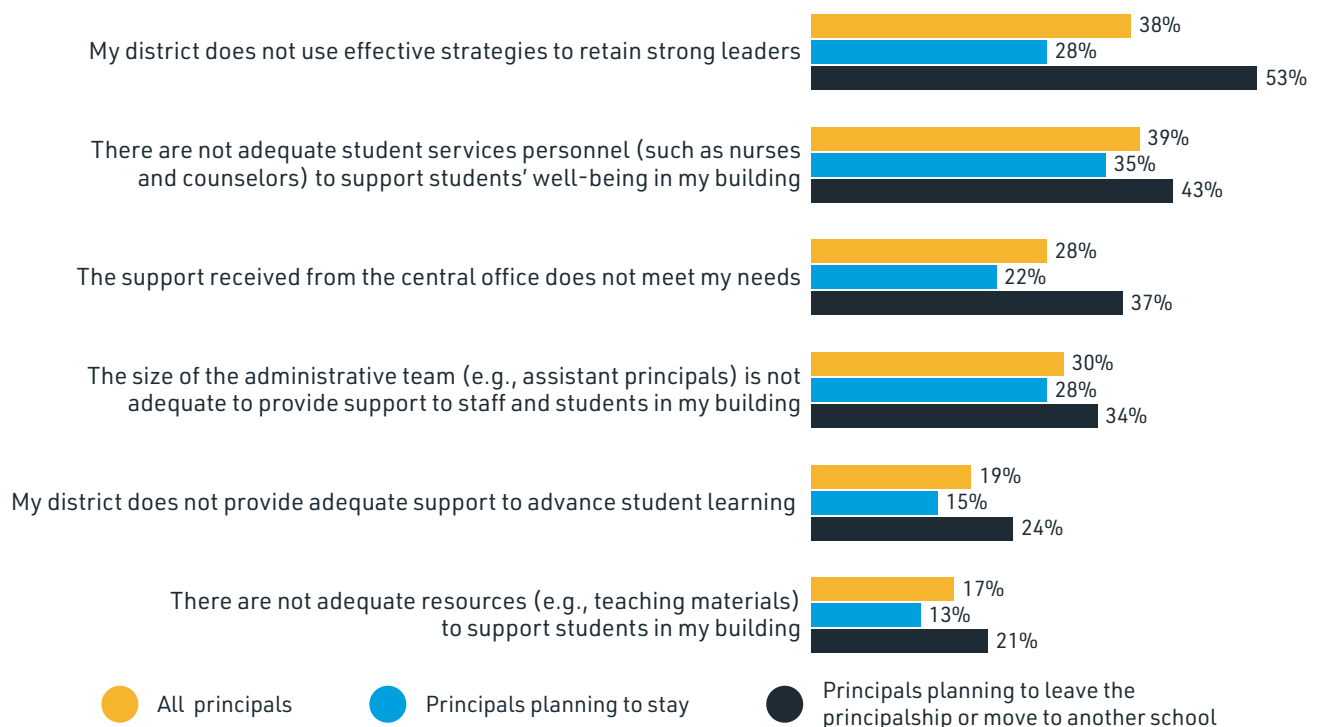 38%
My district does not use effective strategies to retain strong leaders
28%
53%
There are not adequate student services personnel (such as nurses
and counselors) to support students’ well-being in my building
39%
35%
43%
The support received from the central office does not meet my needs
28%
22%
37%
The size of the administrative team (e.g., assistant principals) is not
adequate to provide support to staff and students in my building
30%
28%
34%
My district does not provide adequate support to advance student learning
19%
15%
24%
There are not adequate resources (e.g., teaching materials)
to support students in my building
17%
13%
21%
All principals
Principals planning to stay
Principals planning to leave the
principalship or move to another school